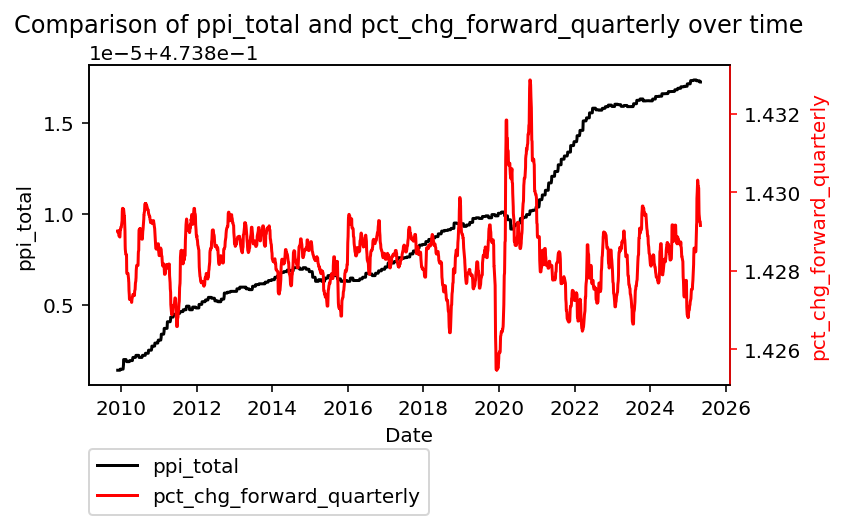 Comparison of ppi_total and pct_chg_forward_quarterly over time
1e−5+4.738e−1
1.5
1.0
0.5
ppi_total
1.432
1.430
1.428
1.426
pct_chg_forward_quarterly
2010 2012 2014 2016 2018 2020 2022 2024 2026
Date
ppi_total
pct_chg_forward_quarterly